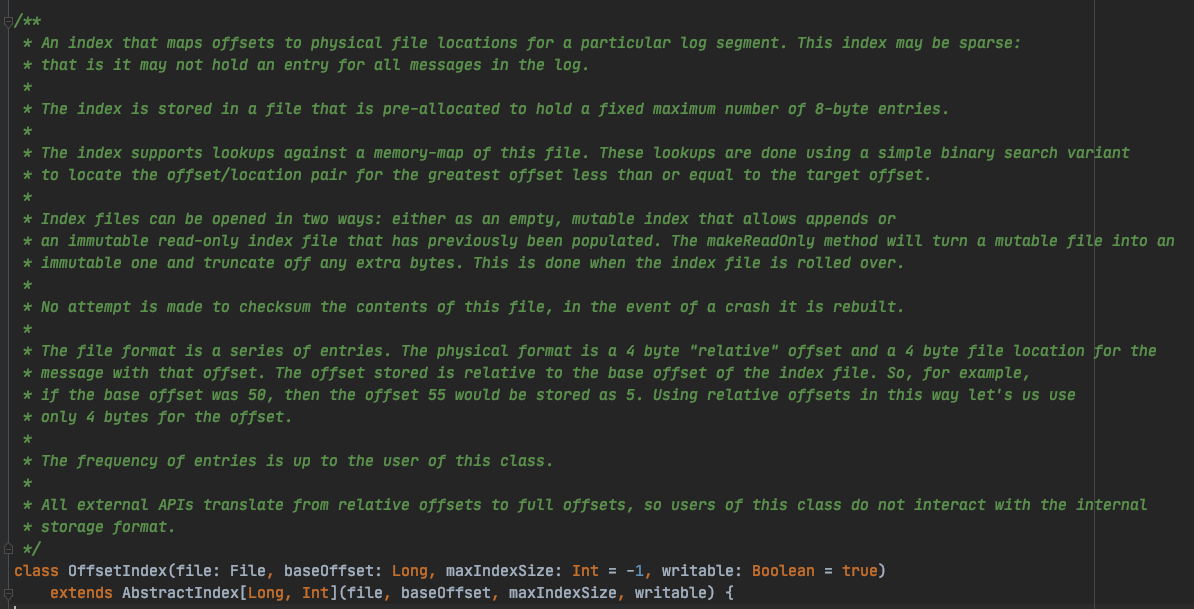 /**
 * An index that maps offsets to physical file locations for a particular log segment. This index may be sparse:
 * that is it may not hold an entry for all messages in the log.
 *
 * The index is stored in a file that is pre-allocated to hold a fixed maximum number of 8-byte entries.
 *
 * The index supports lookups against a memory-map of this file. These lookups are done using a simple binary search variant
 * to locate the offset/location pair for the greatest offset less than or equal to the target offset.
 *
 * Index files can be opened in two ways: either as an empty, mutable index that allows appends or
 * an immutable read-only index file that has previously been populated. The makeReadOnly method will turn a mutable file into an
 * immutable one and truncate off any extra bytes. This is done when the index file is rolled over.
 *
 * No attempt is made to checksum the contents of this file, in the event of a crash it is rebuilt.
 *
 * The file format is a series of entries. The physical format is a 4 byte "relative" offset and a 4 byte file location for the
 * message with that offset. The offset stored is relative to the base offset of the index file. So, for example,
 * if the base offset was 50, then the offset 55 would be stored as 5. Using relative offsets in this way let's us use
 * only 4 bytes for the offset.
 *
 * The frequency of entries is up to the user of this class.
 *
 * All external APIs translate from relative offsets to full offsets, so users of this class do not interact with the internal
 * storage format.
 */
class OffsetIndex(file: File, baseOffset: Long, maxIndexSize: Int = -1, writable: Boolean = true)
    extends AbstractIndex[Long, Int](file, baseOffset, maxIndexSize, writable) {